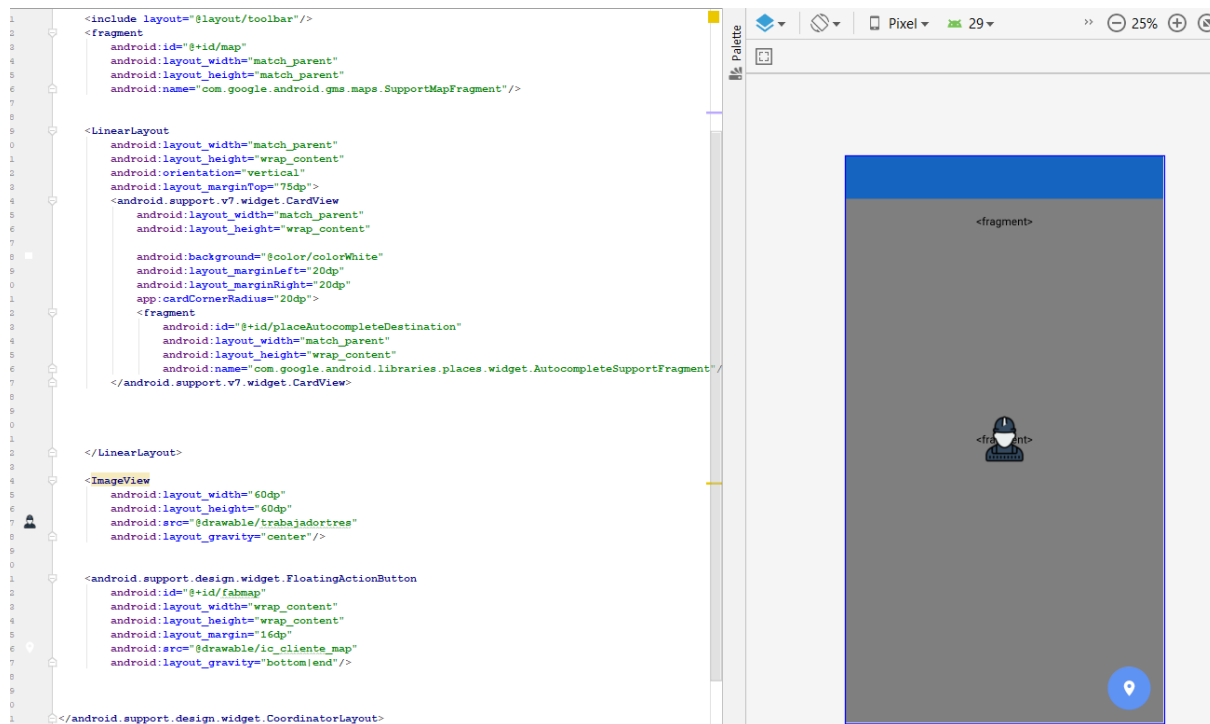 <include layout="@layout/toolbar"/>
<fragment
android:id="@+id/map"
android:layout_width="match_parent"
android:layout_height="match_parent"
android:name="com.google.android.gms.maps.SupportMapFragment"/>
<LinearLayout
android:layout_width="match_parent"
android:layout_height="wrap_content"
android:orientation="vertical"
android:layout_marginTop="75dp">
<android.support.v7.widget.CardView
android:layout_width="match_parent"
android:layout_height="wrap_content"
android:background="@color/colorWhite"
android:layout_marginLeft="20dp"
android:layout_marginRight="20dp"
app:cardCornerRadius="20dp">
<fragment
android:id="@+id/placeAutocompleteDestination"
android:layout_width="match_parent"
android:layout_height="wrap_content"
android:name="com.google.android.libraries.places.widget.AutocompleteSupportFragment"/
</android.support.v7.widget.CardView>
</LinearLayout>
<ImageView
android:layout_width="60dp"
android:layout_height="60dp"
android:src="@drawable/trabajadortres"
android:layout_gravity="center"/>
<android.support.design.widget.FloatingActionButton
android:id="@+id/fabmap"
android:layout_width="wrap_content"
android:layout_height="wrap_content"
android:layout_margin="16dp"
android:src="@drawable/ic_cliente_map"
android:layout_gravity="bottom|end"/>
</android.support.design.widget.CoordinatorLayout>
Palette
Pixel
29
25%
<fragment>